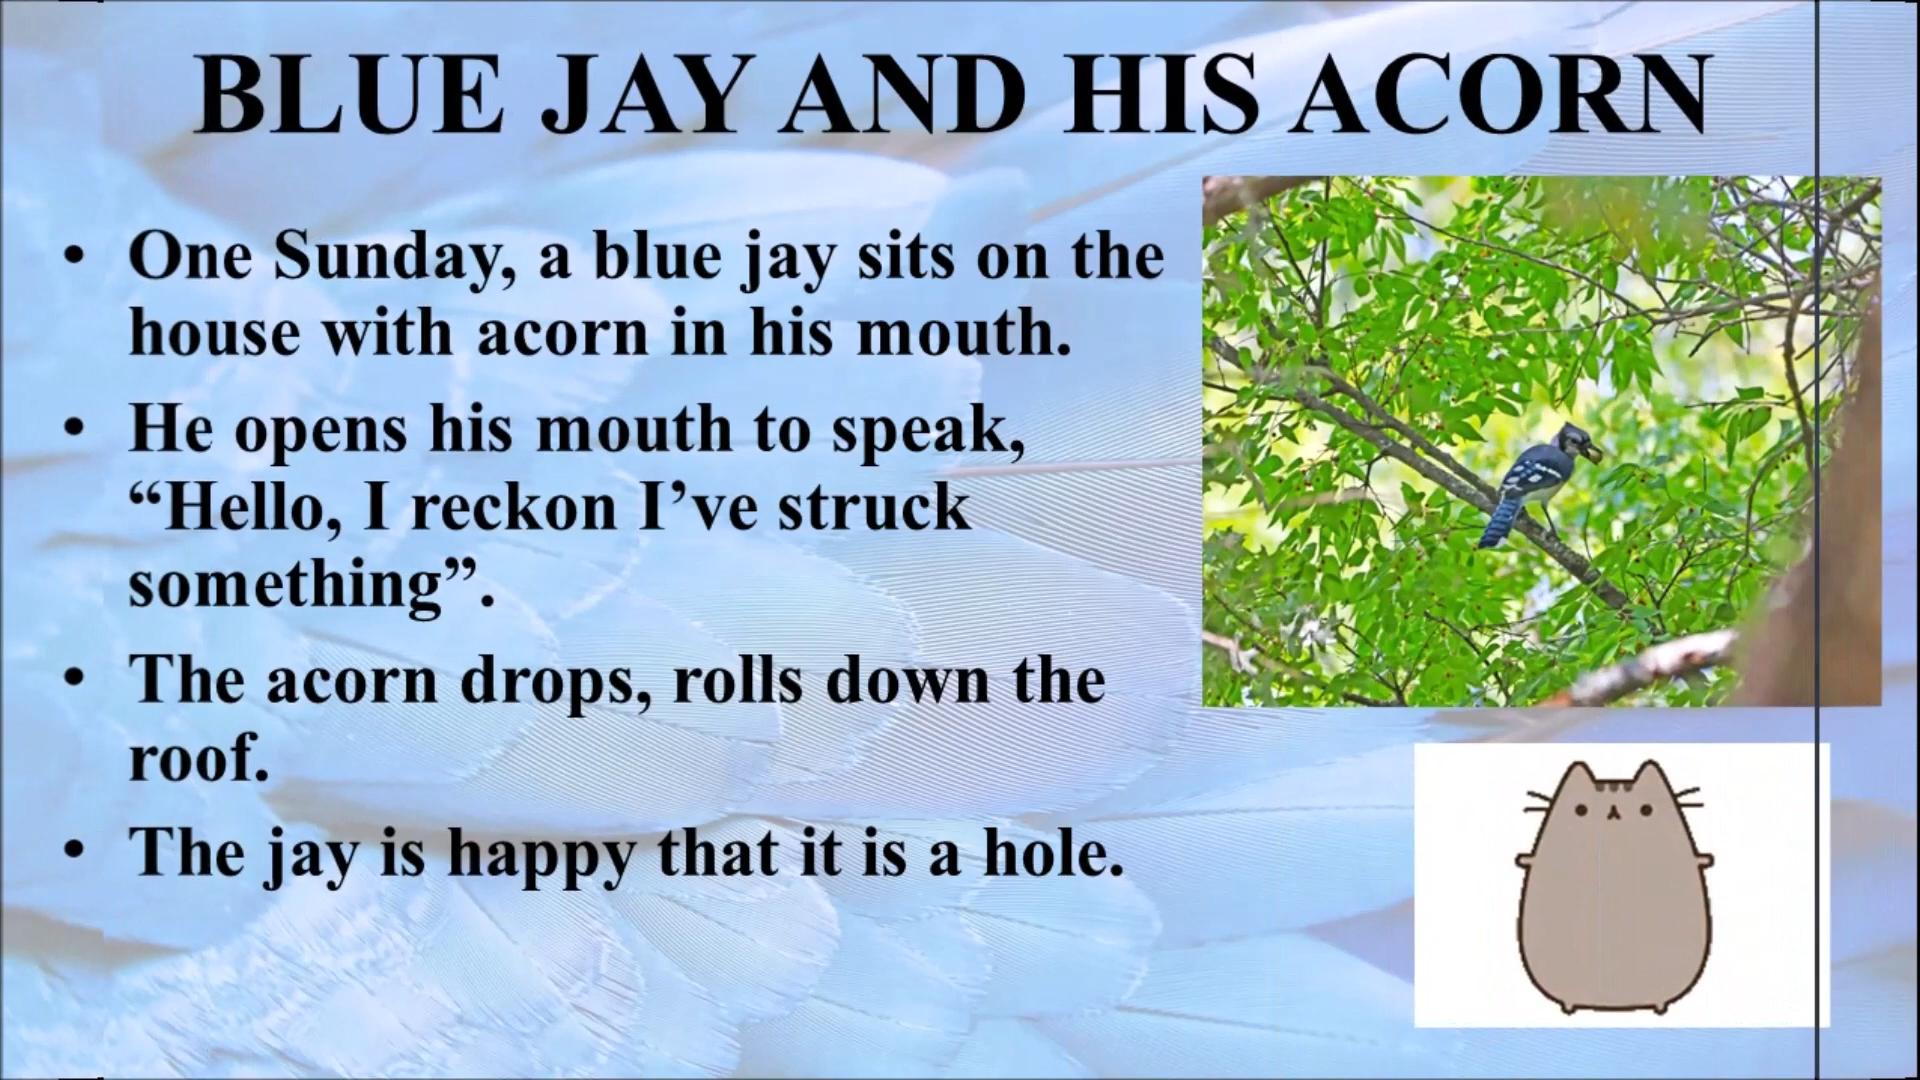 BLUE JAY AND HIS ACORN
• One Sunday, a blue jay sits on the
house with acorn in his mouth.
• He opens his mouth to speak,
“Hello, I reckon I’ve struck
something”.
• The acorn drops, rolls down the
roof.
• The jay is happy that it is a hole.